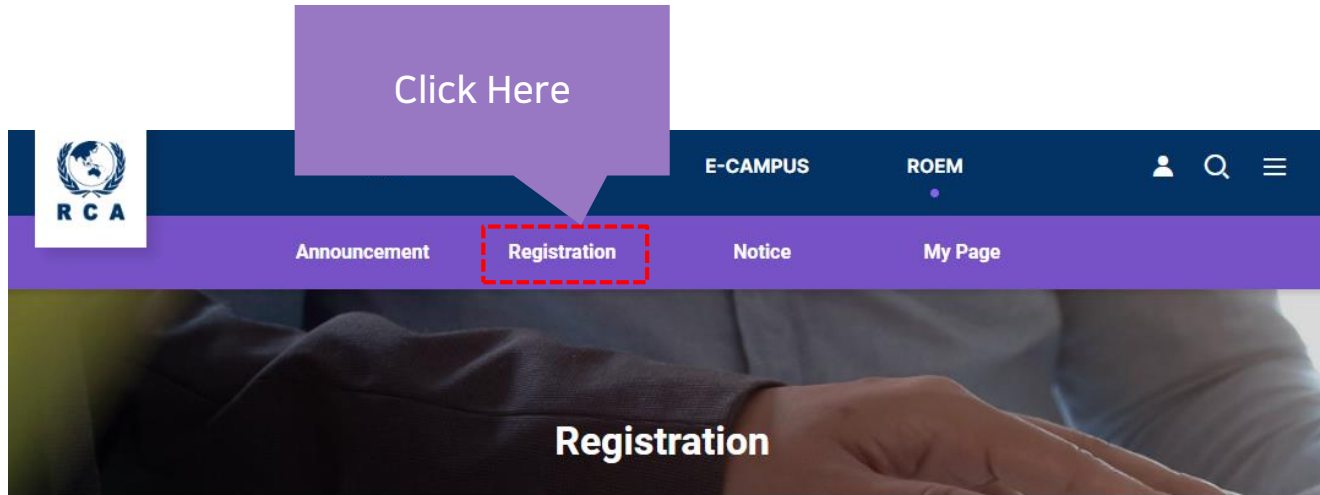 Click Here
RCA
E-CAMPUS ROEM
Announcement Registration Notice My Page
Registration